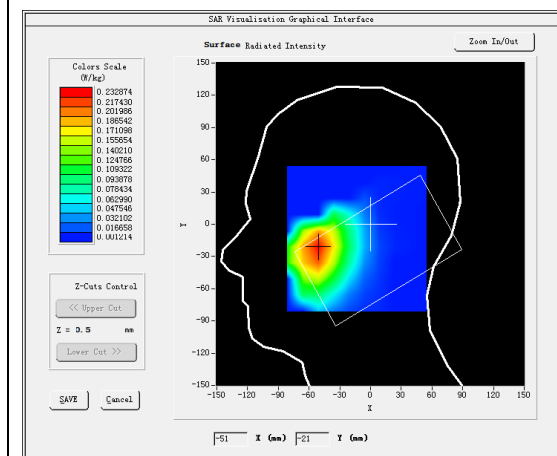 SAR Visualisation Graphical Interface
Surface Radiated Intensity
Zoom In/Out
Colors Scale
(W/kg)
0.232874
0.217430
0.201986
0.186542
0.171098
0.155654
0.140210
0.124766
0.109322
0.093878
0.078434
0.062990
0.047546
0.032102
0.016658
0.001214
150
120
90
60
30
0
-30
-60
-90
-120
-150
Y
-150 -120 -90 -60 -30 0 30 60 90 120 150
X
Z-Cuts Control
<< Upper Cut
Z = 0.5 mm
Lower Cut >>
SAVE Cancel
-51 X (mm) -21 Y (mm)